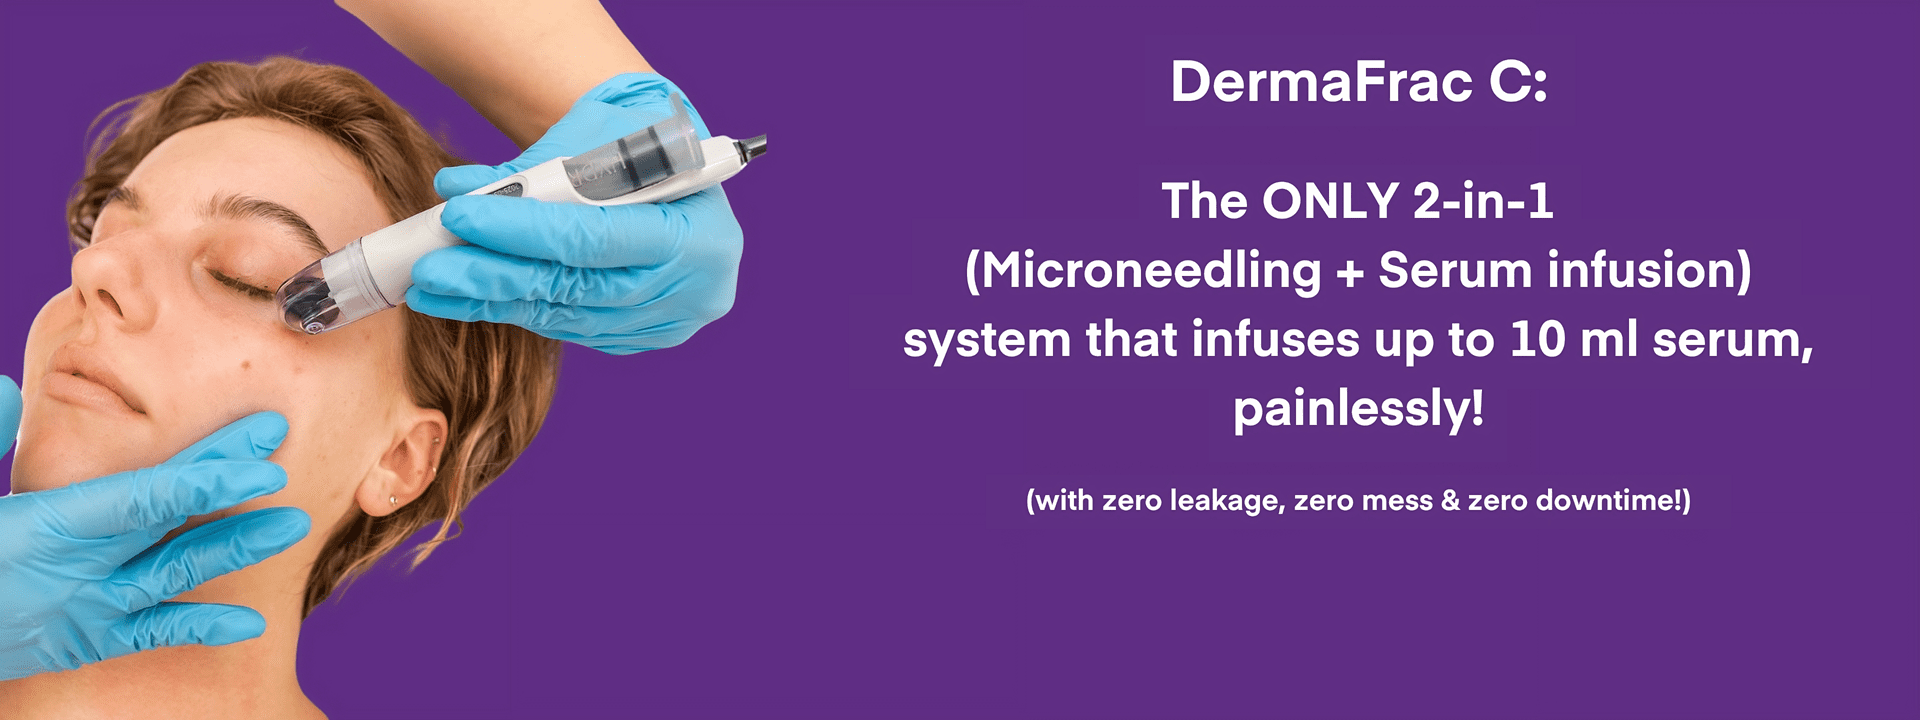 DermaFrac C:
The ONLY 2-in-1
(Microneedling + Serum infusion)
system that infuses up to 10 ml serum,
painlessly!
(with zero leakage, zero mess & zero downtime!)